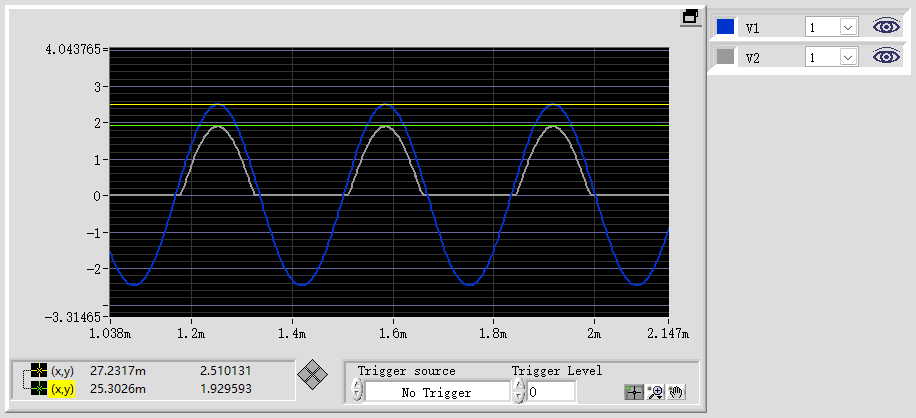 v1 1
v2 1
4.043765
3
2
1
0
-1
-2
-3.31465
1.038m 1.2m 1.4m 1.6m 1.8m 2m 2.147m
(x,y) 27.2317m 2.510131
(x,y) 25.3026m 1.929593
Trigger source Trigger Level
No Trigger 0